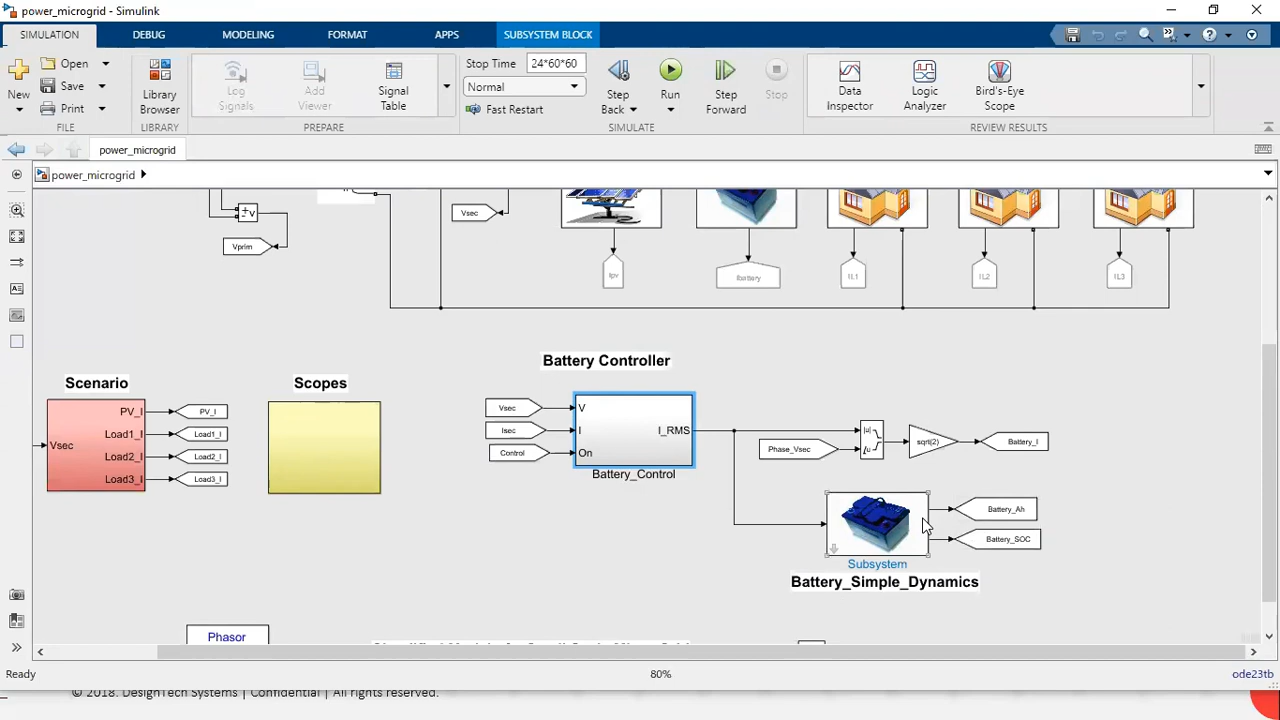 power_microgrid - Simulink
SIMULATION DEBUG MODELING FORMAT APPS SUBSYSTEM BLOCK
New
Open
Save
Print
FILE
Library Browser
LIBRARY
Log Signals
Add Viewer
Signal Table
PREPARE
Stop Time 24*60*60
Normal
Fast Restart
Step Back
Run
Step Forward
Stop
SIMULATE
Data Inspector
Logic Analyzer
Bird's-Eye Scope
REVIEW RESULTS
power_microgrid
power_microgrid
+v
-
Vsec
Vprim
Ipv
Ibattery
IL1
IL2
IL3
Battery Controller
Scenario
Scopes
Vsec
PV_I
Load1_I
Load2_I
Load3_I
PV_I
Load1_I
Load2_I
Load3_I
Vsec
Isec
Control
V
I
On
I_RMS
Battery_Control
Phase_Vsec
|u|
∠u
sqrt(2)
Battery_I
Battery_Ah
Battery_SOC
Subsystem
Battery_Simple_Dynamics
Phasor
Ready
80%
ode23tb
© 2018. DesignTech Systems | Confidential | All rights reserved.